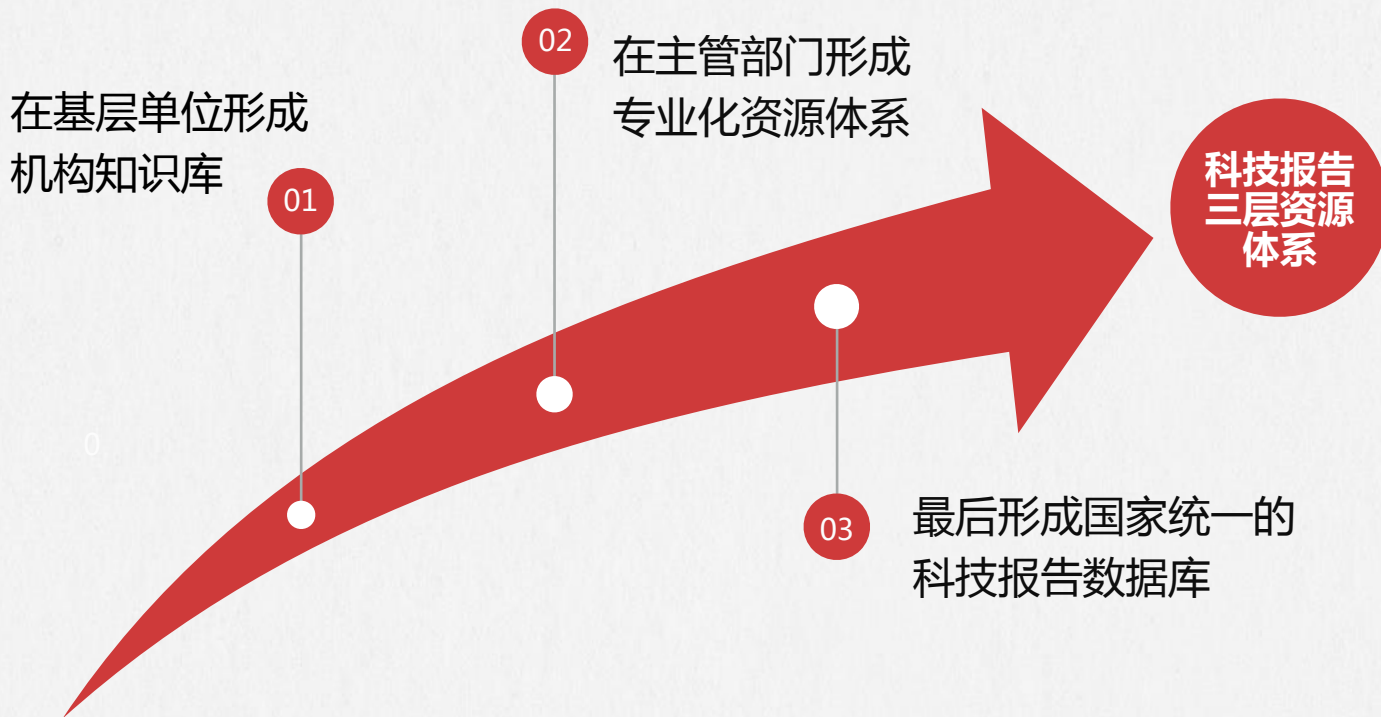 01
在基层单位形成
机构知识库
02
在主管部门形成
专业化资源体系
03
最后形成国家统一的
科技报告数据库
科技报告
三层资源
体系
0